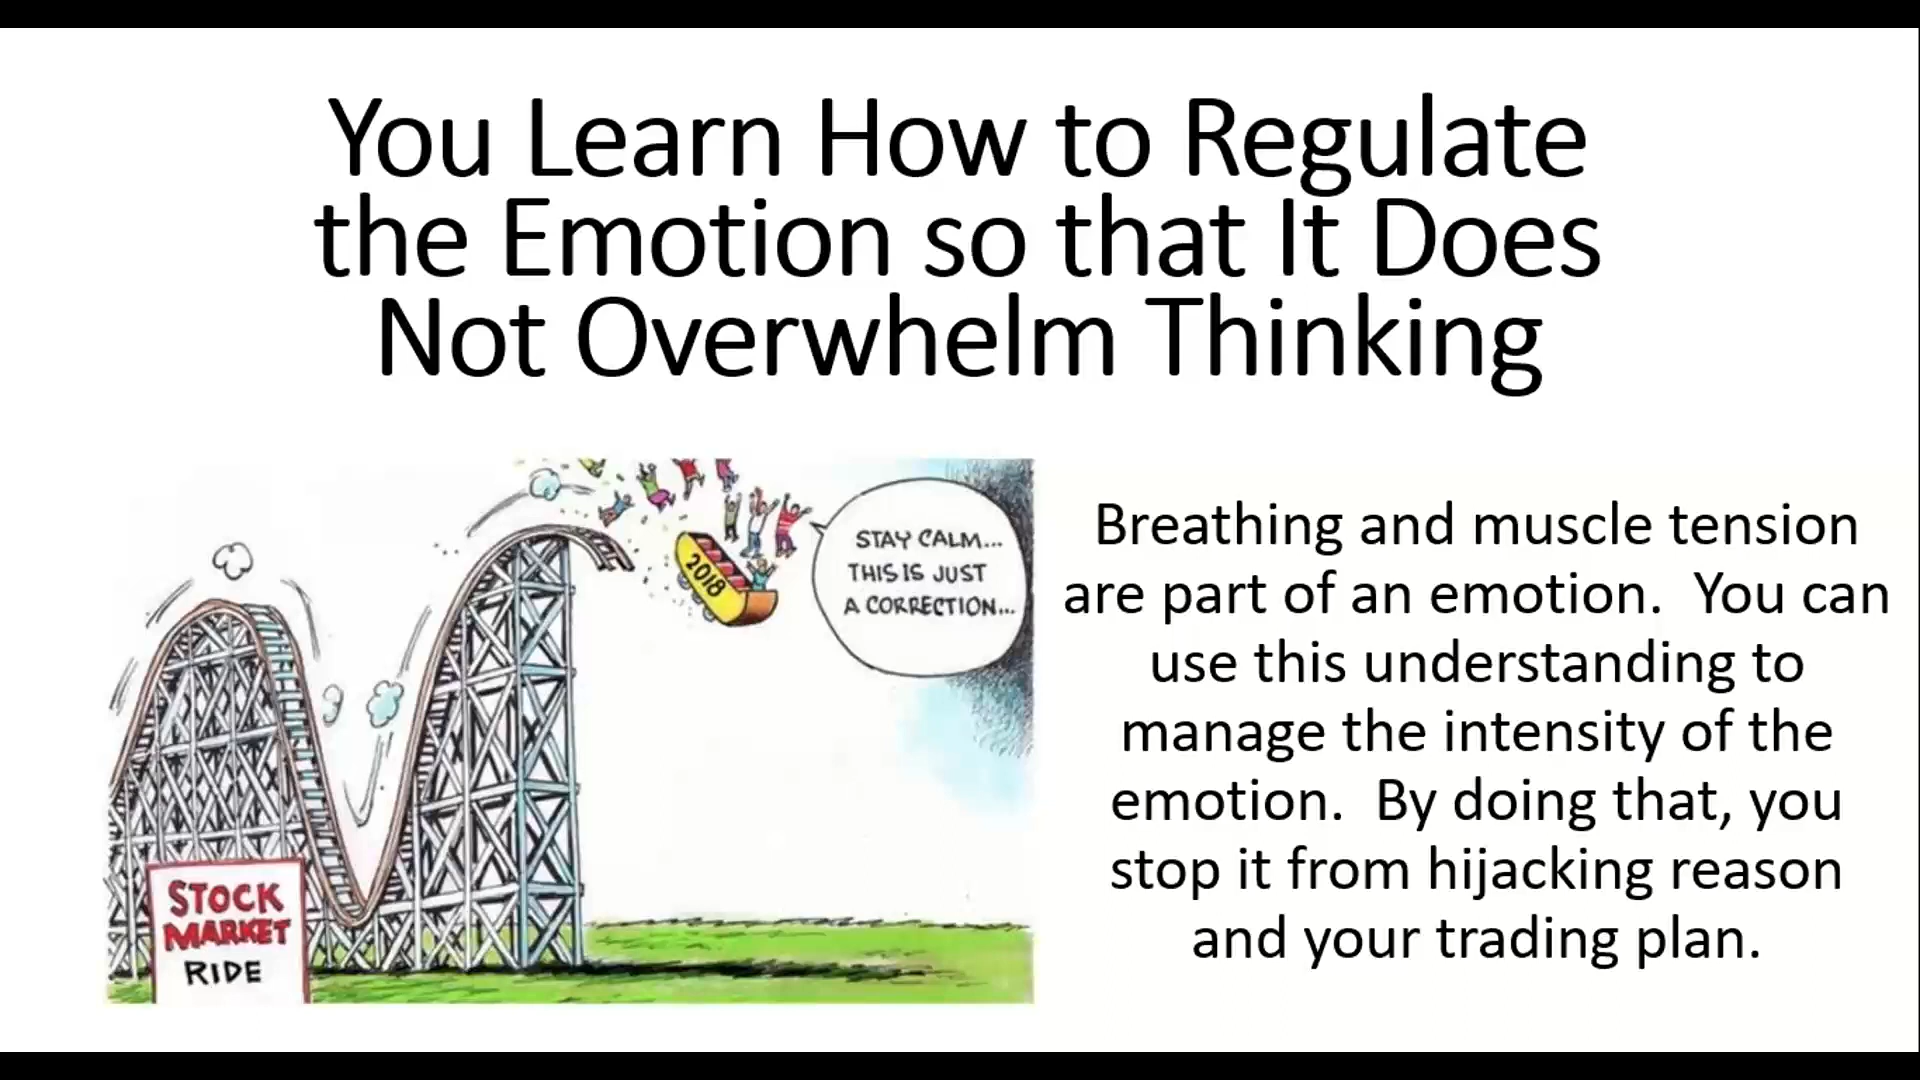 You Learn How to Regulate
the Emotion so that It Does
Not Overwhelm Thinking
STAY CALM...
THIS IS JUST
A CORRECTION...
2018
STOCK
MARKET
RIDE
Breathing and muscle tension
are part of an emotion.  You can
use this understanding to
manage the intensity of the
emotion.  By doing that, you
stop it from hijacking reason
and your trading plan.